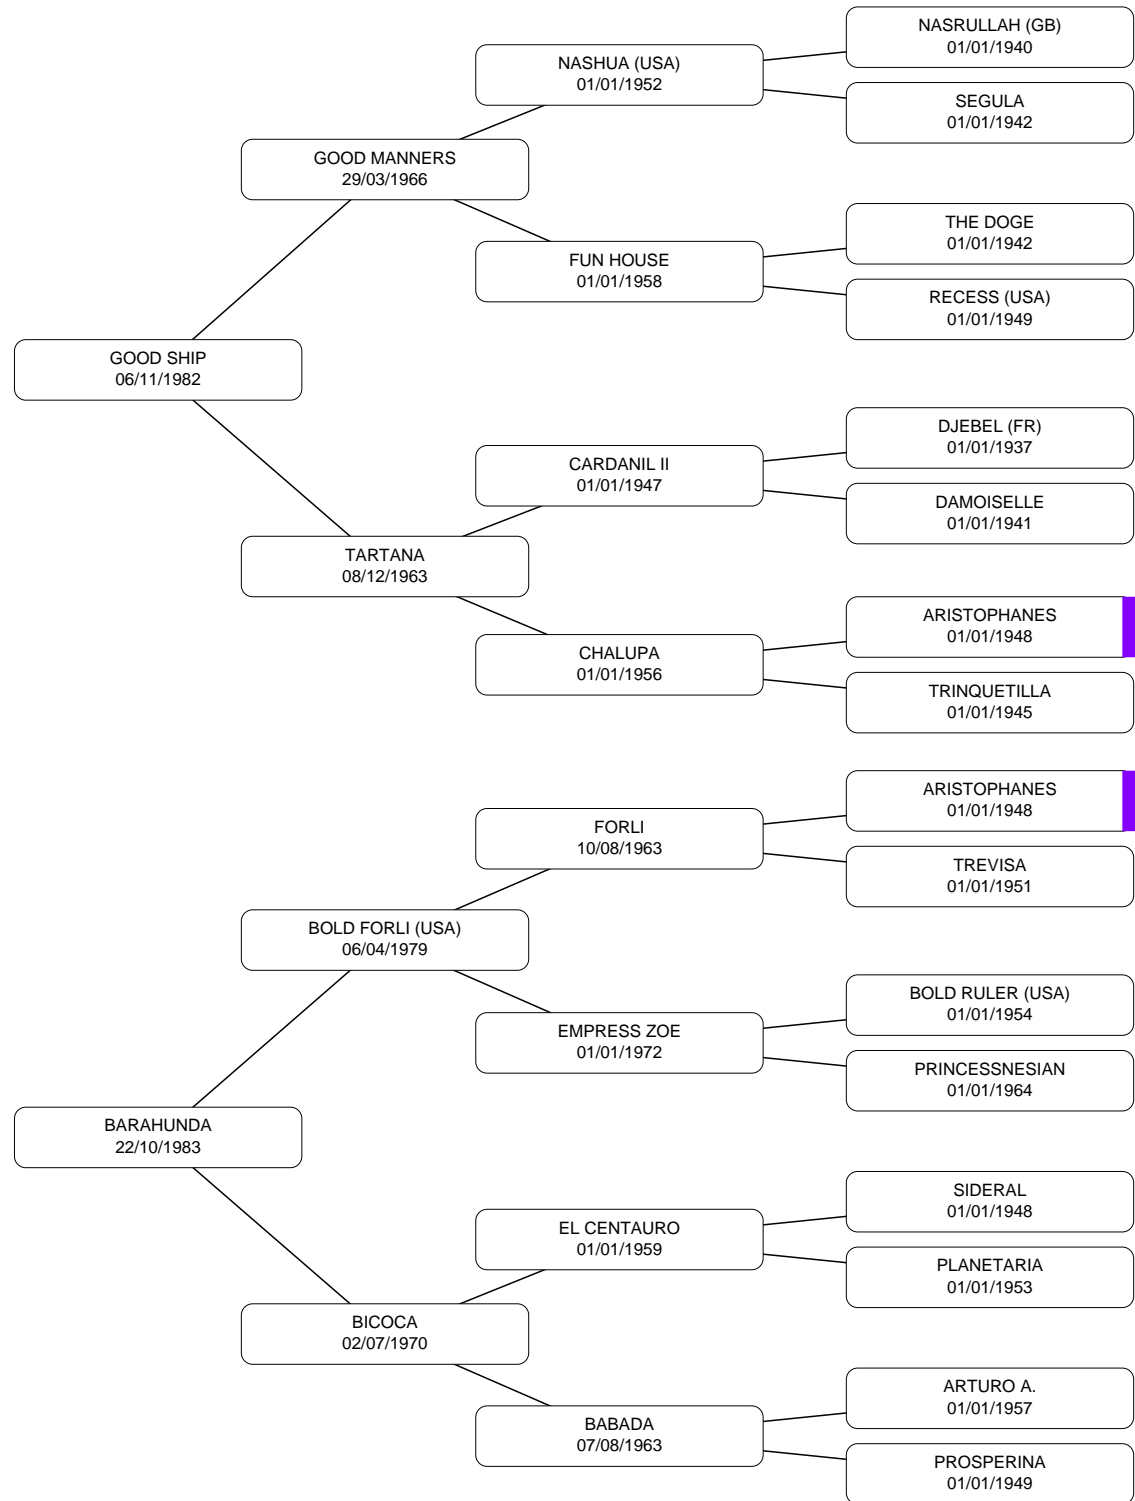 NASRULLAH (GB)
01/01/1940
NASHUA (USA)
01/01/1952
SEGULA
01/01/1942
GOOD MANNERS
29/03/1966
THE DOGE
01/01/1942
FUN HOUSE
01/01/1958
RECESS (USA)
01/01/1949
GOOD SHIP
06/11/1982
DJEBEL (FR)
01/01/1937
CARDANIL II
01/01/1947
DAMOISELLE
01/01/1941
TARTANA
08/12/1963
ARISTOPHANES
01/01/1948
CHALUPA
01/01/1956
TRINQUETILLA
01/01/1945
ARISTOPHANES
01/01/1948
FORLI
10/08/1963
TREVISA
01/01/1951
BOLD FORLI (USA)
06/04/1979
BOLD RULER (USA)
01/01/1954
EMPRESS ZOE
01/01/1972
PRINCESSNESIAN
01/01/1964
BARAHUNDA
22/10/1983
SIDERAL
01/01/1948
EL CENTAURO
01/01/1959
PLANETARIA
01/01/1953
BICOCA
02/07/1970
ARTURO A.
01/01/1957
BABADA
07/08/1963
PROSPERINA
01/01/1949